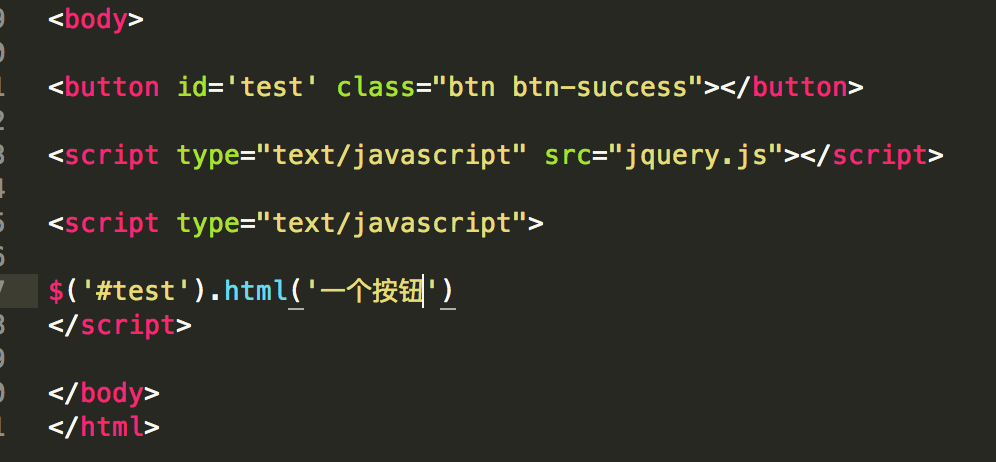 <body>
<button id='test' class="btn btn-success"></button>
<script type="text/javascript" src="jquery.js"></script>
<script type="text/javascript">
$('#test').html('一个按钮')
</script>
</body>
</html>